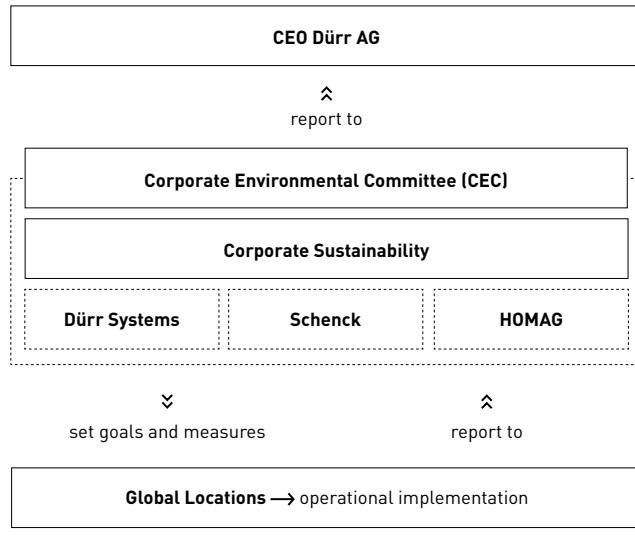 CEO Dürr AG
report to
Corporate Environmental Committee (CEC)
Corporate Sustainability
Dürr Systems
Schenck
HOMAG
set goals and measures
report to
Global Locations → operational implementation